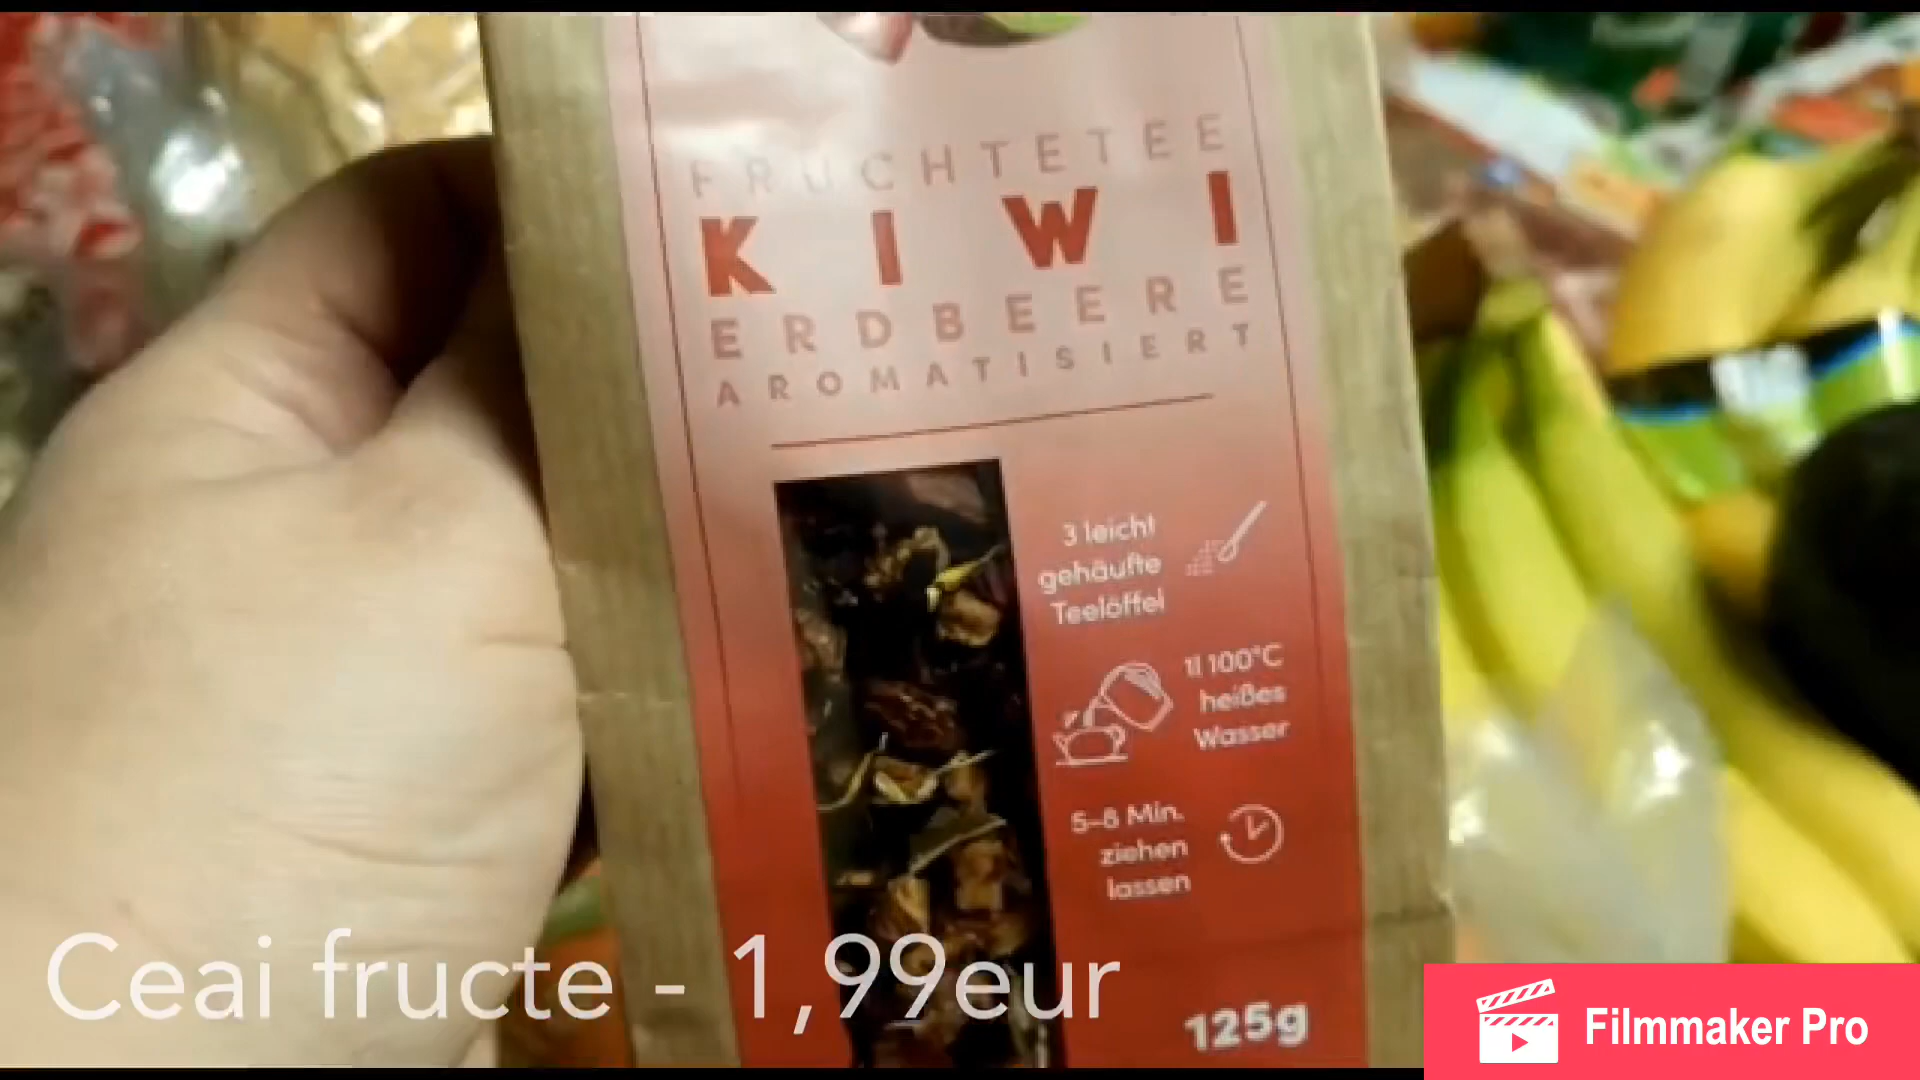 FRÜCHTETEE
KIWI
ERDBEERE
AROMATISIERT
3 leicht
gehäufte
Teelöffel
1l 100°C
heißes
Wasser
5–8 Min.
ziehen
lassen
125g
Ceai fructe - 1,99eur
Filmmaker Pro